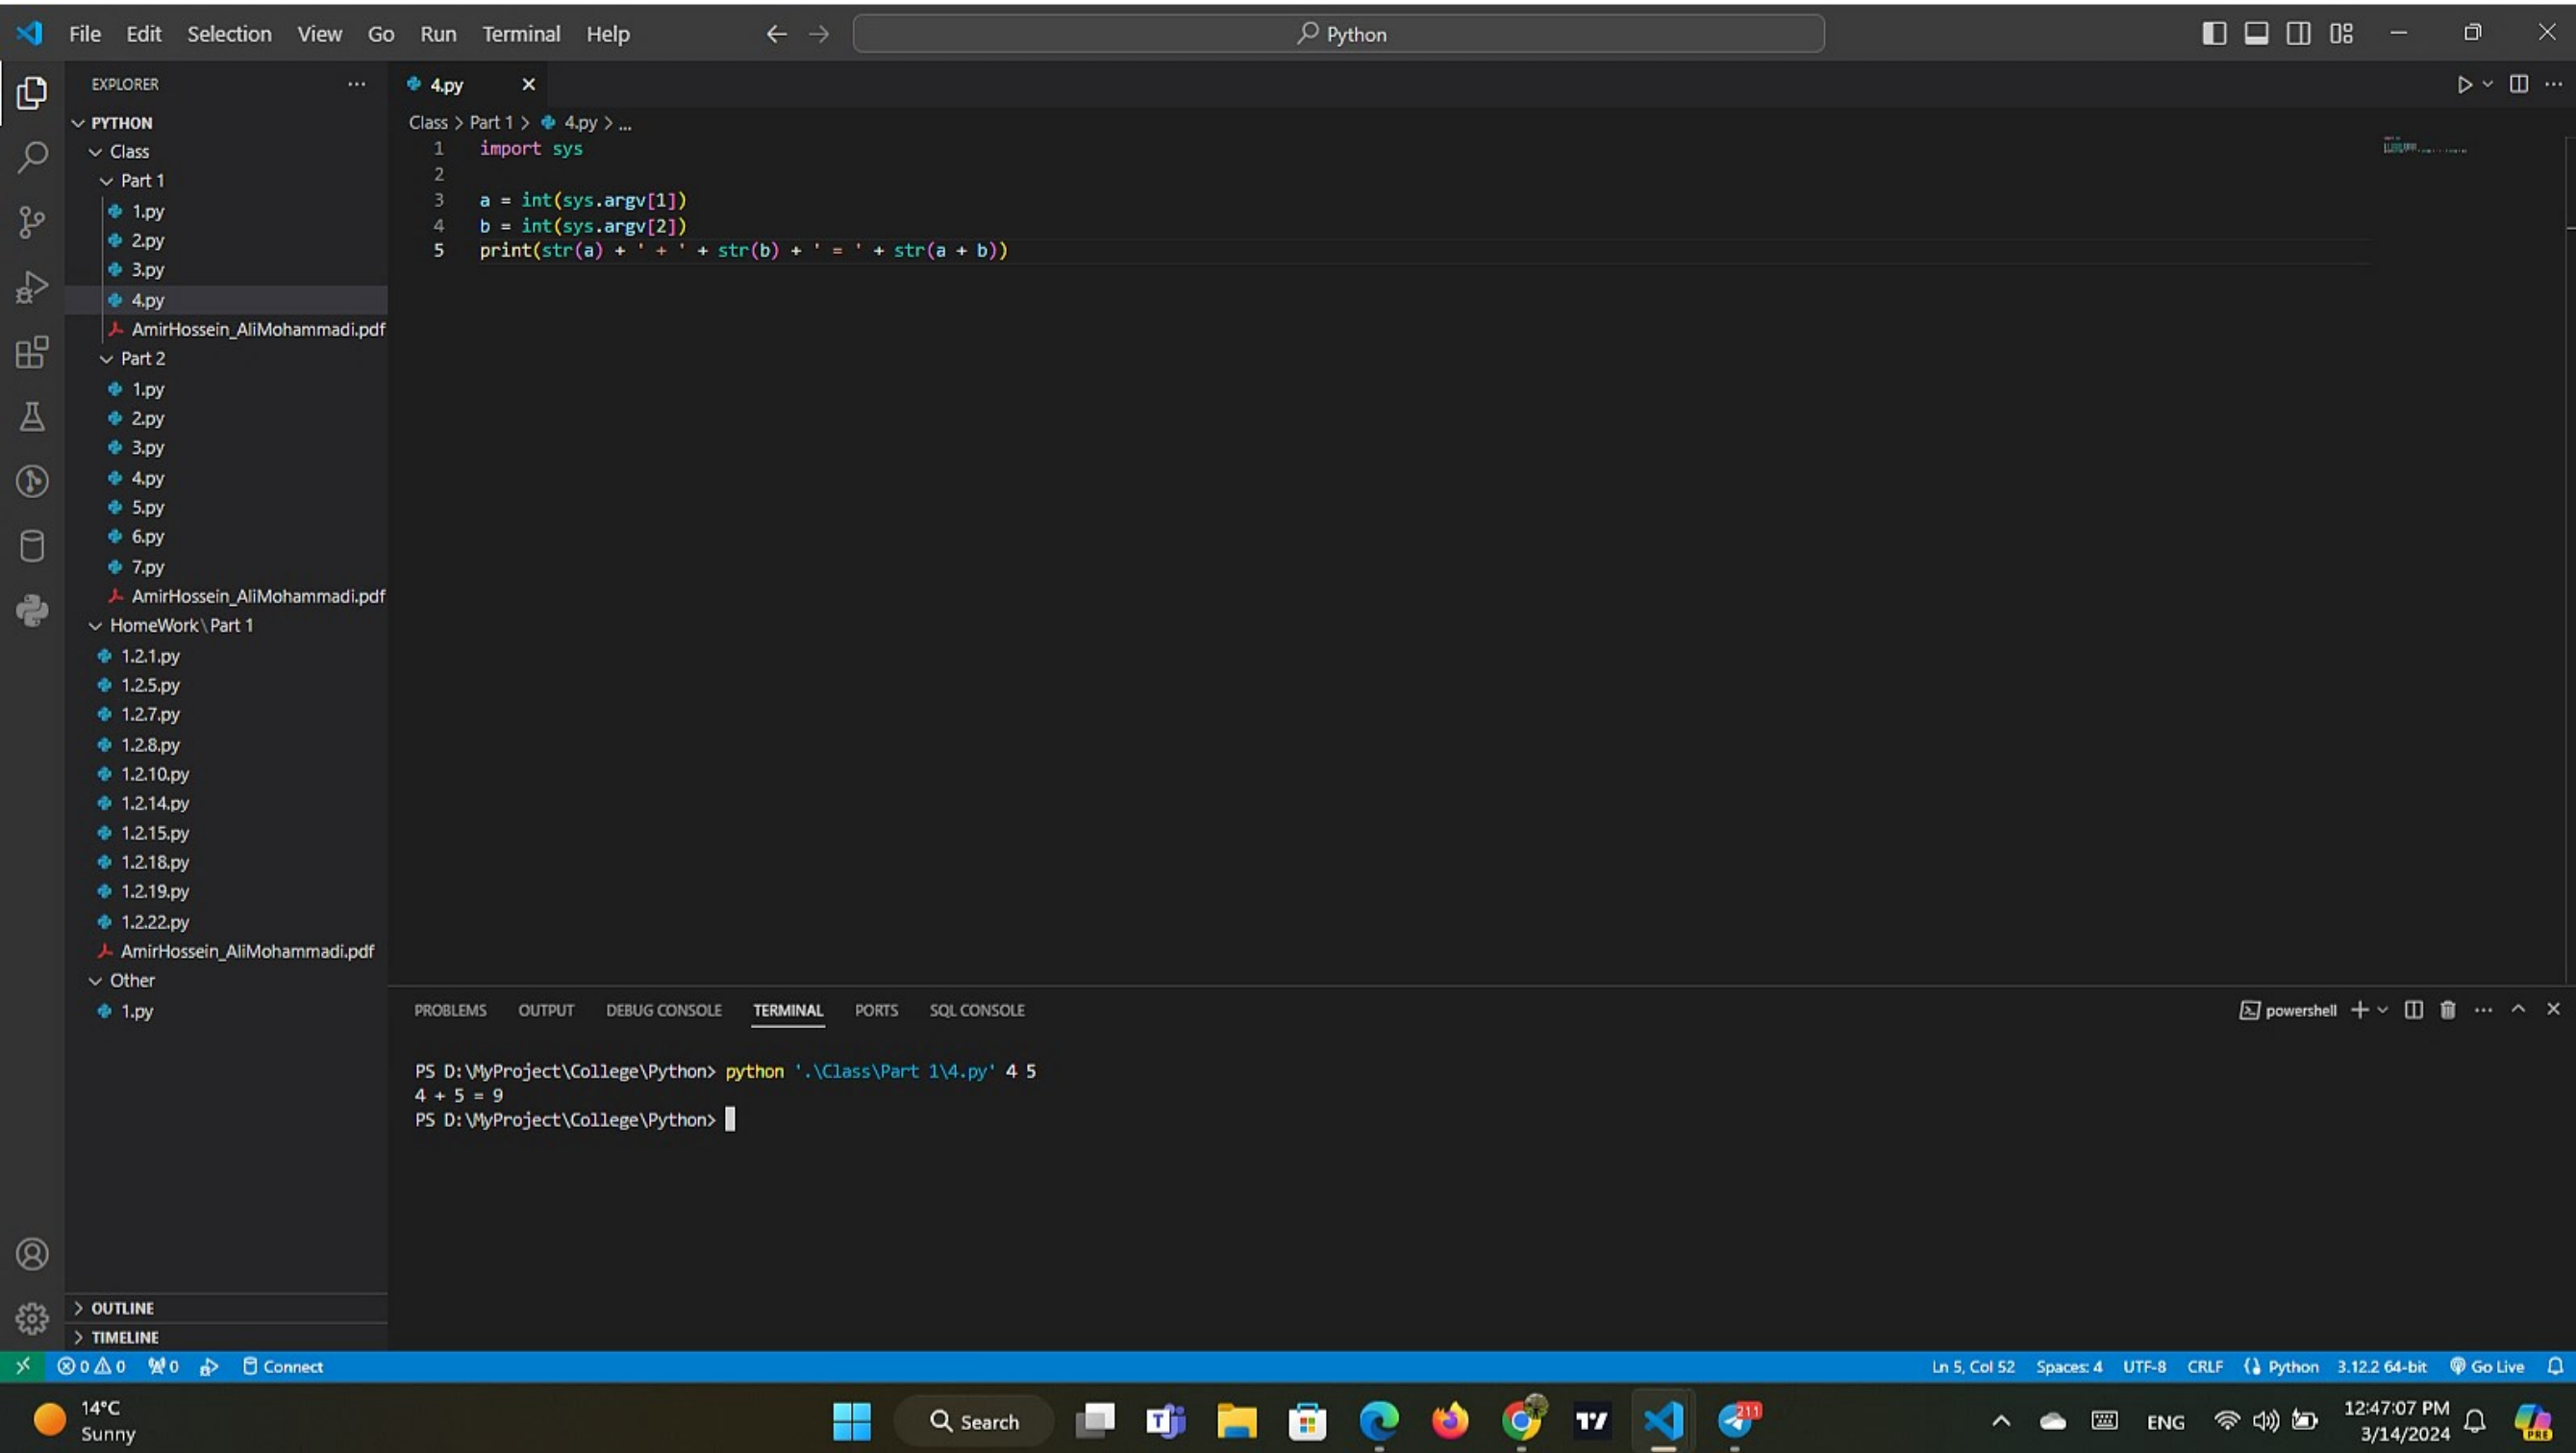 File Edit Selection View Go Run Terminal Help
Python
EXPLORER
PYTHON
Class
Part 1
1.py
2.py
3.py
4.py
AmirHossein_AliMohammadi.pdf
Part 2
1.py
2.py
3.py
4.py
5.py
6.py
7.py
AmirHossein_AliMohammadi.pdf
HomeWork\Part 1
1.2.1.py
1.2.5.py
1.2.7.py
1.2.8.py
1.2.10.py
1.2.14.py
1.2.15.py
1.2.18.py
1.2.19.py
1.2.22.py
AmirHossein_AliMohammadi.pdf
Other
1.py
OUTLINE
TIMELINE
4.py
Class > Part 1 > 4.py > ...
1 import sys
2
3 a = int(sys.argv[1])
4 b = int(sys.argv[2])
5 print(str(a) + ' + ' + str(b) + ' = ' + str(a + b))
PROBLEMS OUTPUT DEBUG CONSOLE TERMINAL PORTS SQL CONSOLE
powershell
PS D:\MyProject\College\Python> python '.\Class\Part 1\4.py' 4 5
4 + 5 = 9
PS D:\MyProject\College\Python>
0 0 0 Connect
Ln 5, Col 52 Spaces: 4 UTF-8 CRLF Python 3.12.2 64-bit Go Live
14°C
Sunny
Search
211
ENG
12:47:07 PM
3/14/2024
PRE